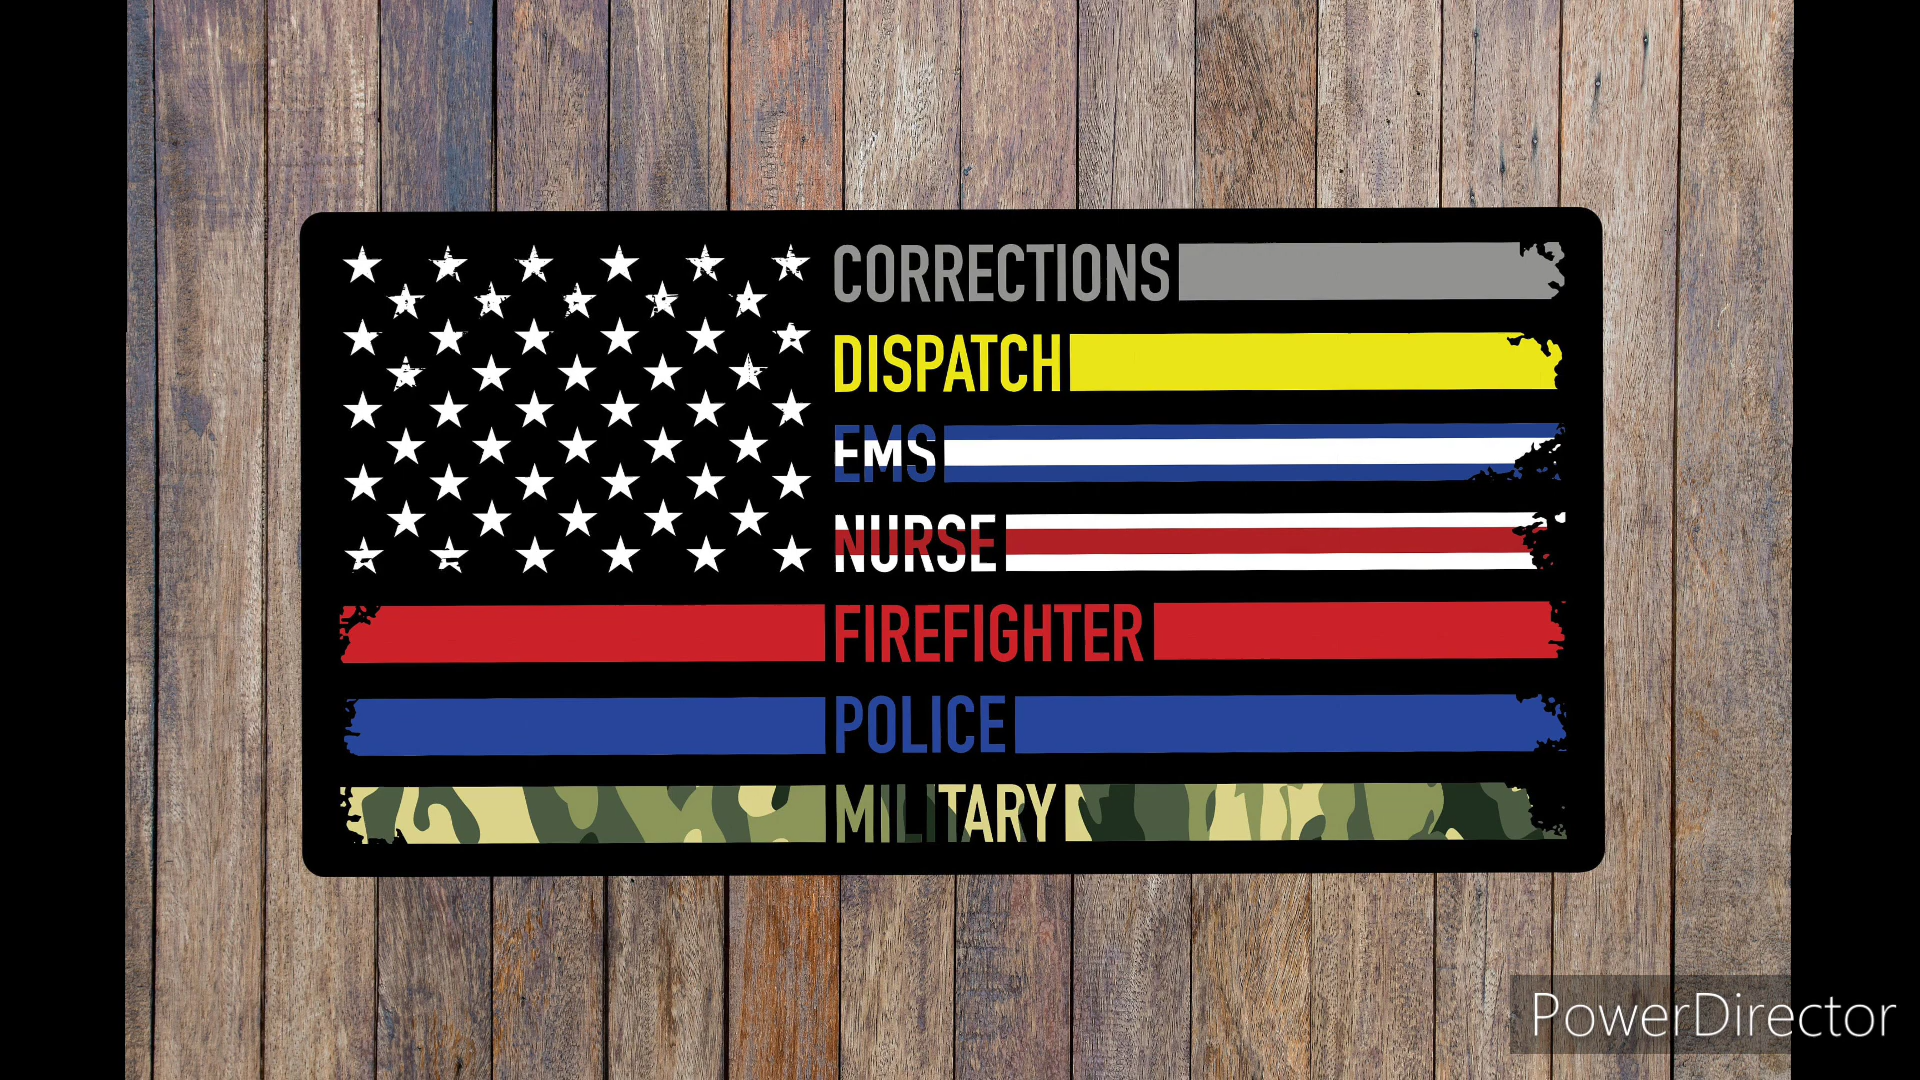 CORRECTIONS
DISPATCH
EMS
NURSE
FIREFIGHTER
POLICE
MILITARY
PowerDirector